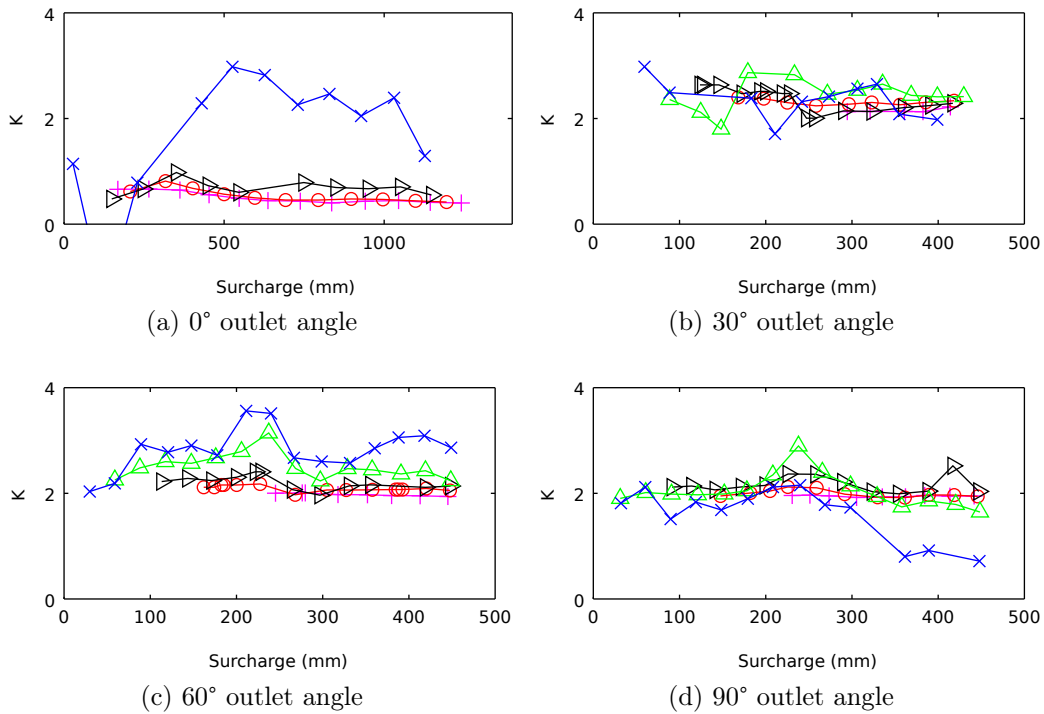 4
2
0
K
0 500 1000
Surcharge (mm)
(a) 0° outlet angle
4
2
0
K
0 100 200 300 400 500
Surcharge (mm)
(b) 30° outlet angle
4
2
0
K
0 100 200 300 400 500
Surcharge (mm)
(c) 60° outlet angle
4
2
0
K
0 100 200 300 400 500
Surcharge (mm)
(d) 90° outlet angle